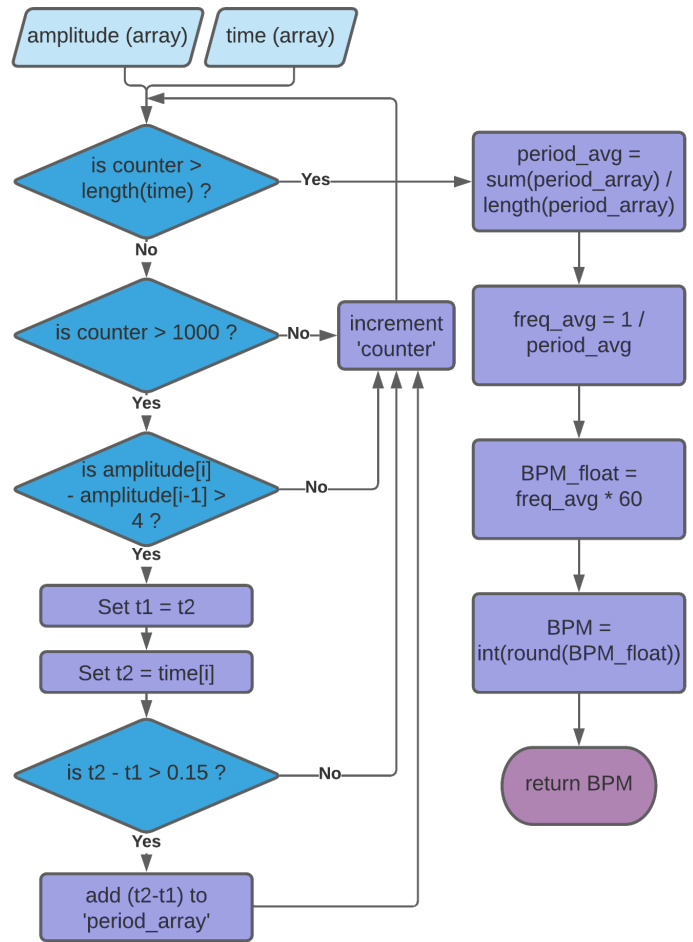 amplitude (array)
time (array)
is counter >
length(time) ?
Yes
No
is counter > 1000 ?
No
increment
'counter'
Yes
is amplitude[i]
- amplitude[i-1] >
4 ?
No
Yes
Set t1 = t2
Set t2 = time[i]
is t2 - t1 > 0.15 ?
No
Yes
add (t2-t1) to
'period_array'
period_avg =
sum(period_array) /
length(period_array)
freq_avg = 1 /
period_avg
BPM_float =
freq_avg * 60
BPM =
int(round(BPM_float))
return BPM